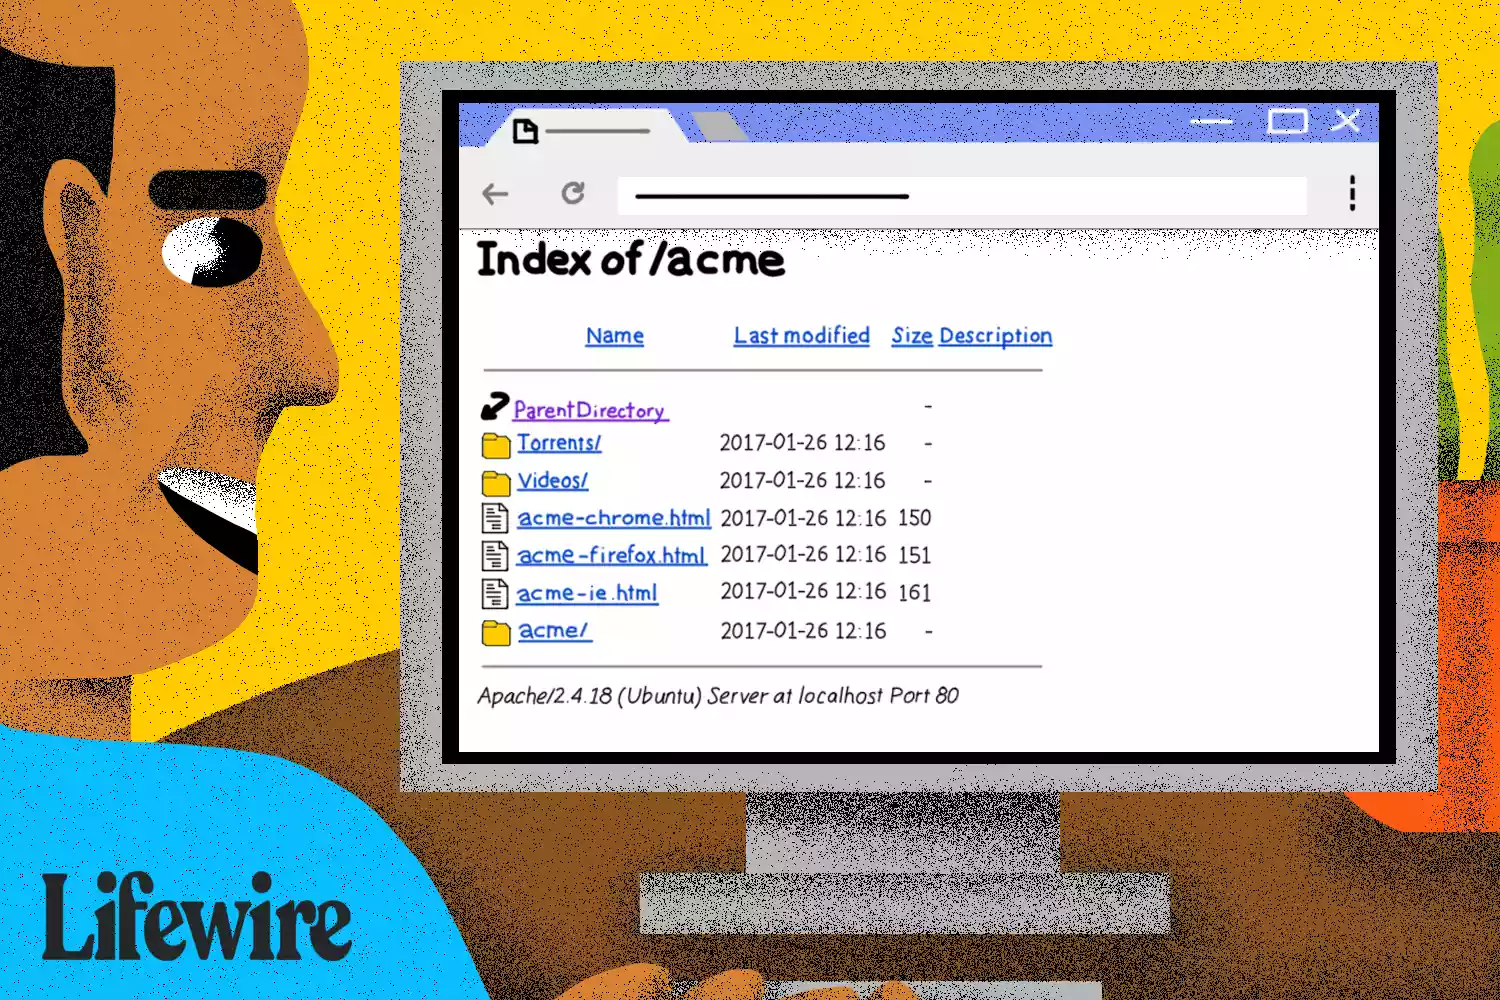 Index of /acme
Name Last modified Size Description
ParentDirectory -
Torrents/ 2017-01-26 12:16 -
Videos/ 2017-01-26 12:16 -
acme-chrome.html 2017-01-26 12:16 150
acme-firefox.html 2017-01-26 12:16 151
acme-ie.html 2017-01-26 12:16 161
acme/ 2017-01-26 12:16 -
Apache/2.4.18 (Ubuntu) Server at localhost Port 80
Lifewire